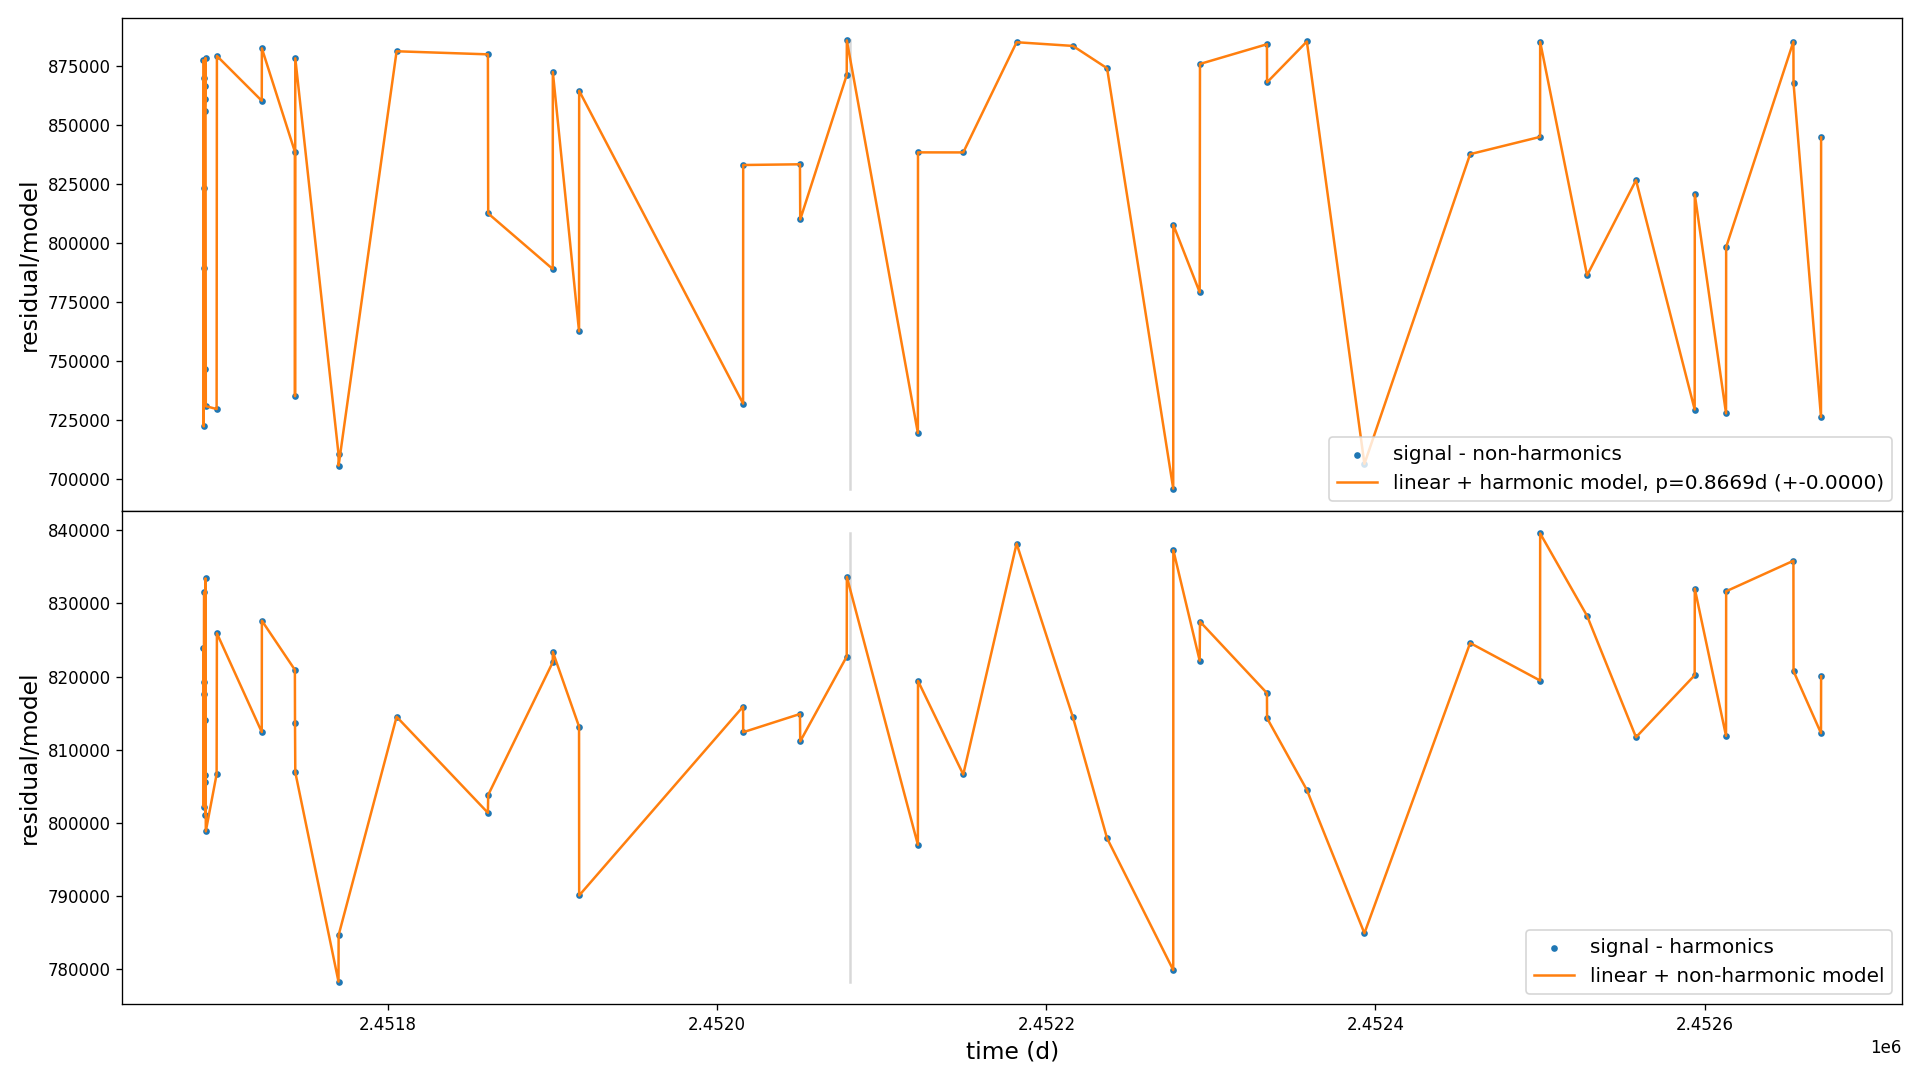 875000
850000
825000
800000
775000
750000
725000
700000
residual/model
signal - non-harmonics
linear + harmonic model, p=0.8669d (+-0.0000)
840000
830000
820000
810000
800000
790000
780000
residual/model
signal - harmonics
linear + non-harmonic model
2.4518 2.4520 2.4522 2.4524 2.4526
time (d)
1e6